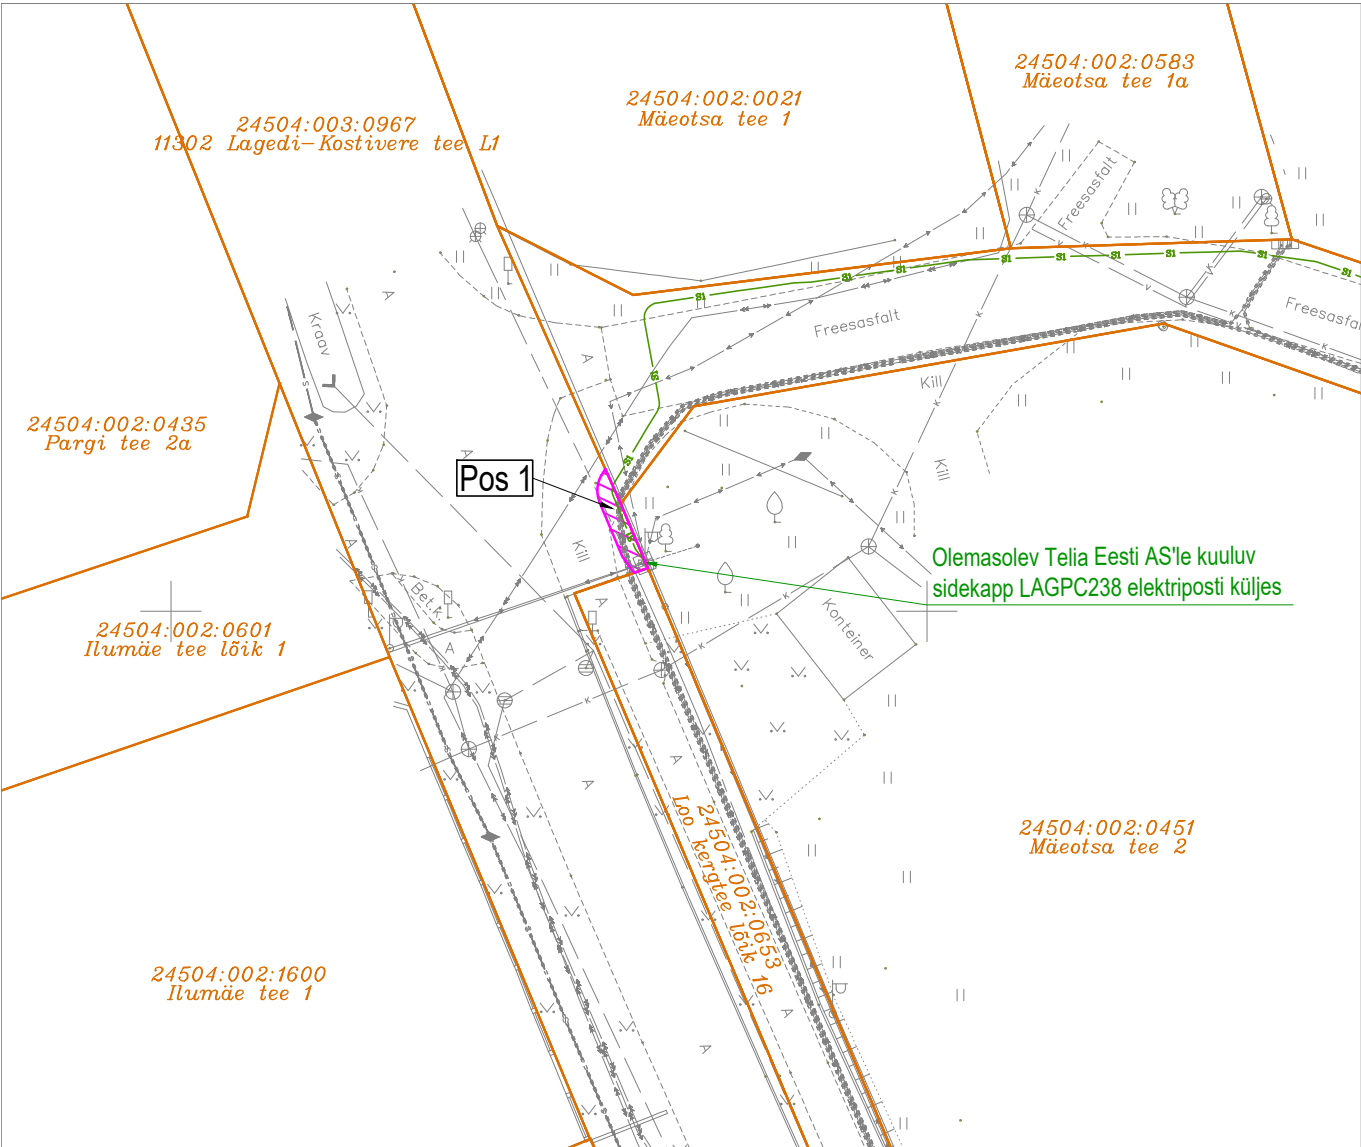 24504:002:0583
Mäeotsa tee 1a
24504:002:0021
Mäeotsa tee 1
24504:003:0967
11302 Lagedi-Kostivere tee L1
Freesasfalt
Freesasfalt
Kraav
A
A
Kill
24504:002:0435
Pargi tee 2a
A
Pos 1
Kill
A
Kill
Olemasolev Telia Eesti AS'le kuuluv
sidekapp LAGPC238 elektriposti küljes
Bet.k
A
Konteiner
24504:002:0601
Ilumäe tee lõik 1
A
A
A
24504:002:0653
Loo kergtee lõik 16
24504:002:0451
Mäeotsa tee 2
A
24504:002:1600
Ilumäe tee 1
A
A